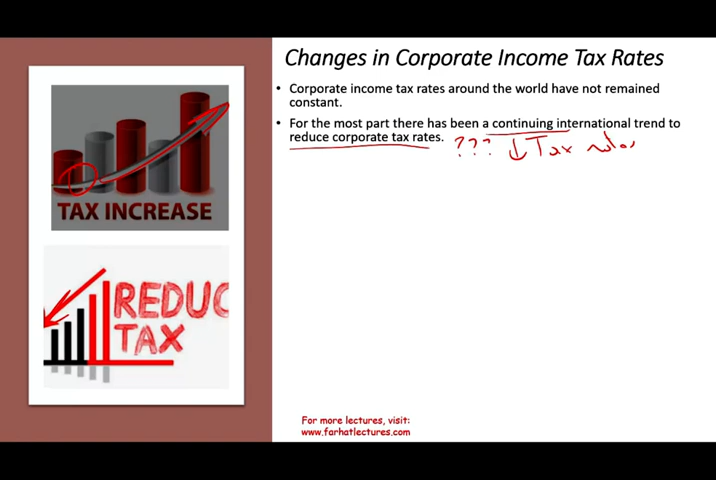 Changes in Corporate Income Tax Rates
• Corporate income tax rates around the world have not remained
constant.
• For the most part there has been a continuing international trend to
reduce corporate tax rates.
??? ↓ Tax rates
TAX INCREASE
REDUC
TAX
For more lectures, visit:
www.farhatlectures.com